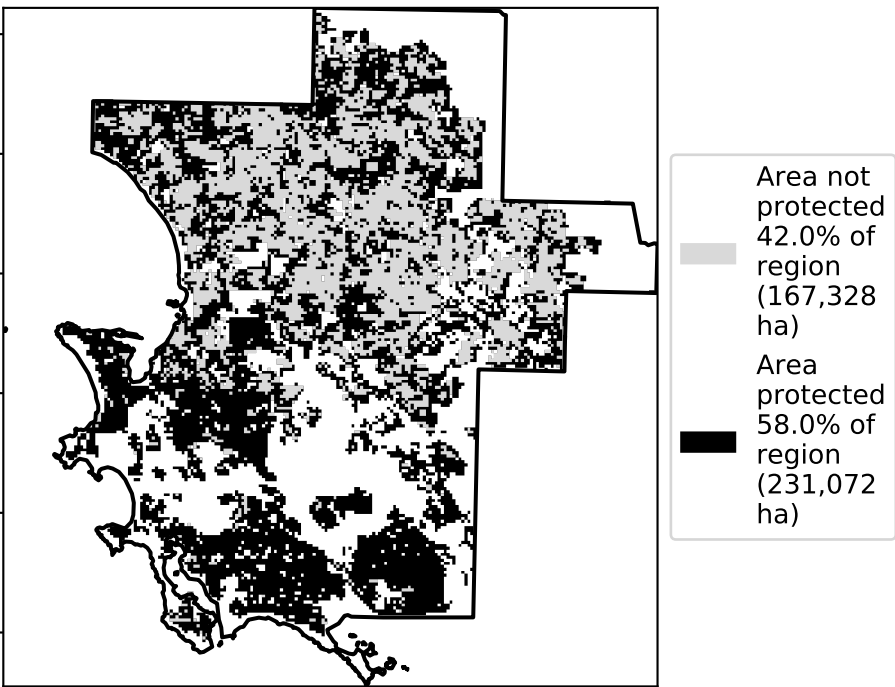 Area not
protected
42.0% of
region
(167,328
ha)
Area
protected
58.0% of
region
(231,072
ha)